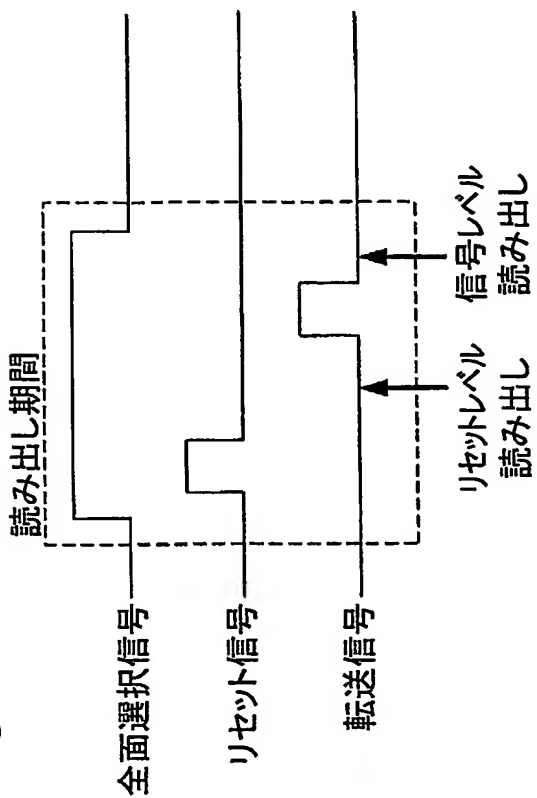 読み出し期間
全面選択信号
リセット信号
転送信号
リセットレベル
読み出し
信号レベル
読み出し